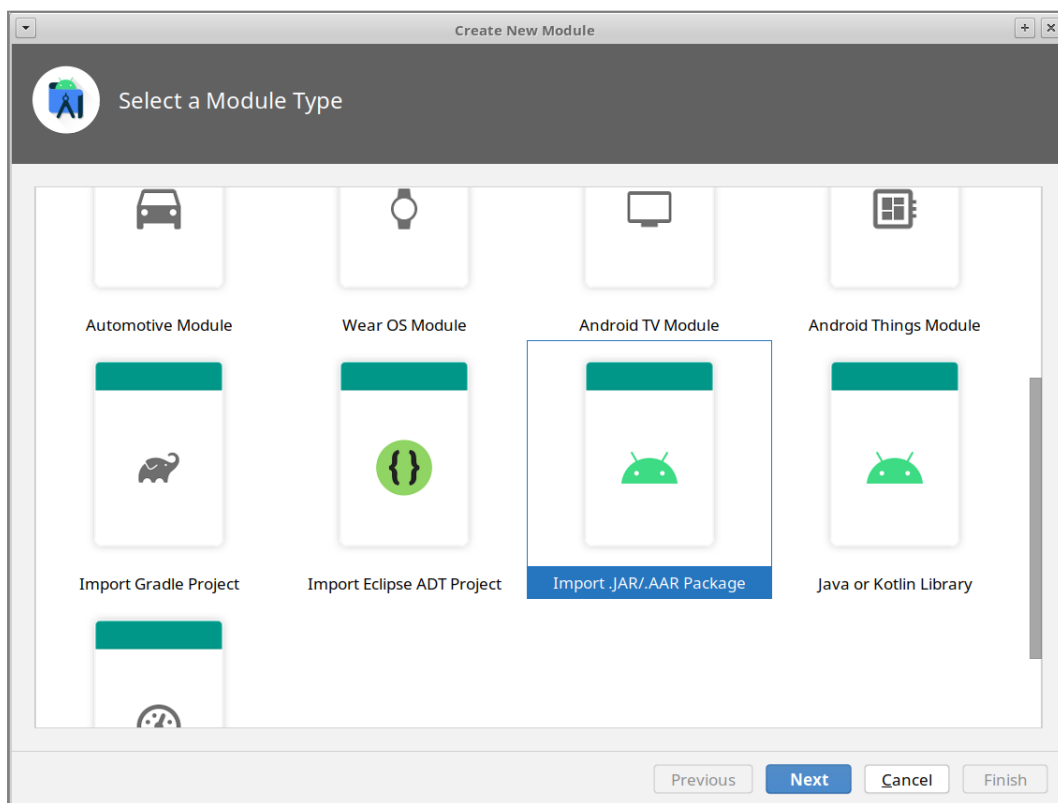 Create New Module
Select a Module Type
Automotive Module
Wear OS Module
Android TV Module
Android Things Module
Import Gradle Project
Import Eclipse ADT Project
Import .JAR/.AAR Package
Java or Kotlin Library
Previous
Next
Cancel
Finish